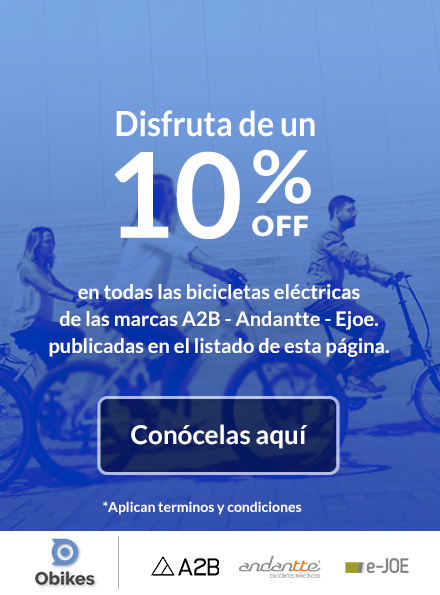 Disfruta de un
10%
OFF
en todas las bicicletas eléctricas
de las marcas A2B - Andantte - Ejoe.
publicadas en el listado de esta página.
Conócelas aquí
*Aplican terminos y condiciones
Obikes
A2B
andantte
bicicletas eléctricas
e-JOE